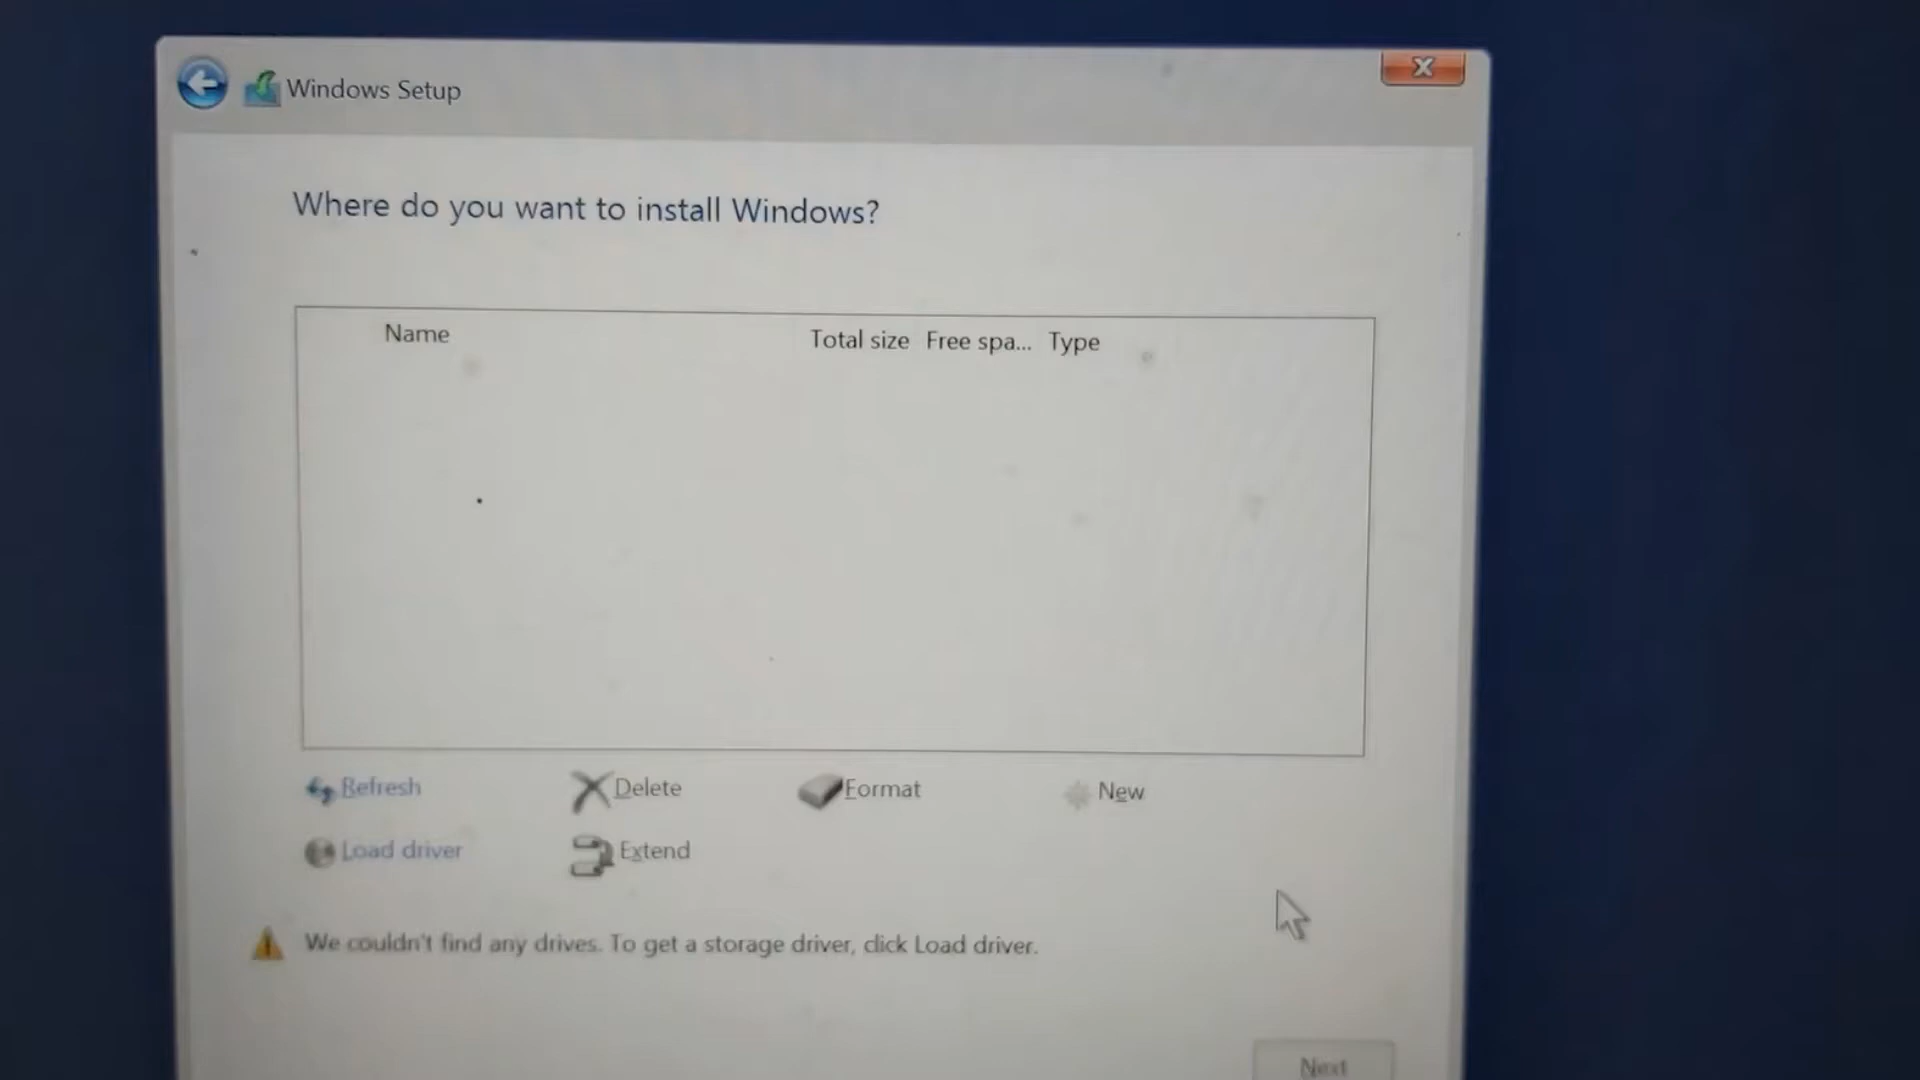 Windows Setup
Where do you want to install Windows?
Name Total size Free spa... Type
Refresh Delete Format New
Load driver Extend
We couldn't find any drives. To get a storage driver, click Load driver.
Next